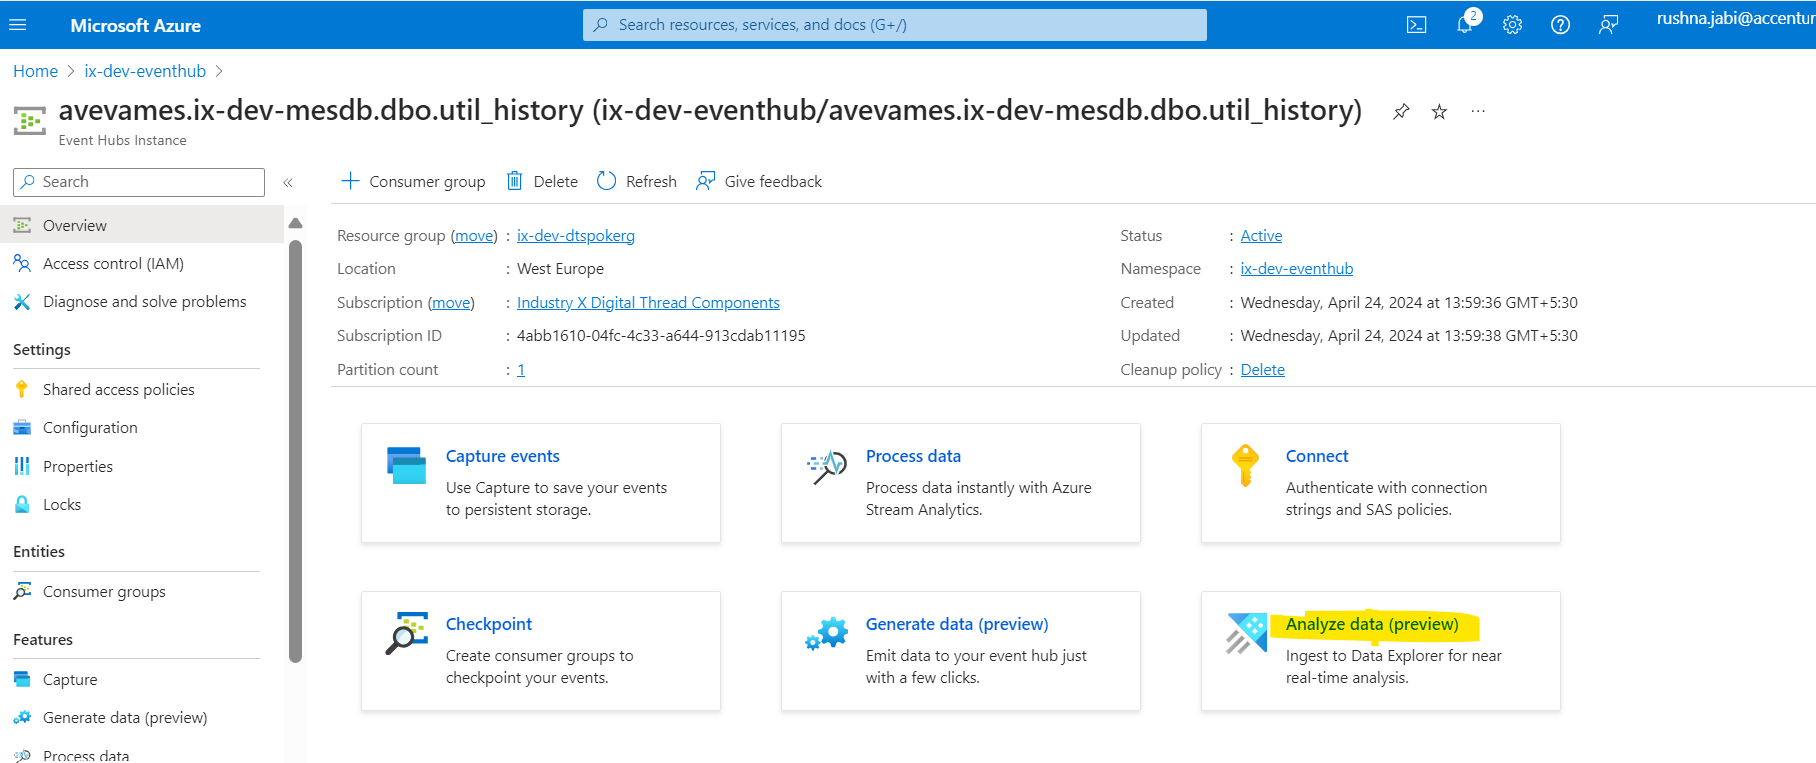 Microsoft Azure
Search resources, services, and docs (G+/)
2
rushna.jabi@accentur
Home > ix-dev-eventhub >
avevames.ix-dev-mesdb.dbo.util_history (ix-dev-eventhub/avevames.ix-dev-mesdb.dbo.util_history) ...
Event Hubs Instance
Search «
Overview
Access control (IAM)
Diagnose and solve problems
Settings
Shared access policies
Configuration
Properties
Locks
Entities
Consumer groups
Features
Capture
Generate data (preview)
Process data
+ Consumer group Delete Refresh Give feedback
Resource group (move) : ix-dev-dtspokerg
Location : West Europe
Subscription (move) : Industry X Digital Thread Components
Subscription ID : 4abb1610-04fc-4c33-a644-913cdab11195
Partition count : 1
Status : Active
Namespace : ix-dev-eventhub
Created : Wednesday, April 24, 2024 at 13:59:36 GMT+5:30
Updated : Wednesday, April 24, 2024 at 13:59:38 GMT+5:30
Cleanup policy : Delete
Capture events
Use Capture to save your events
to persistent storage.
Process data
Process data instantly with Azure
Stream Analytics.
Connect
Authenticate with connection
strings and SAS policies.
Checkpoint
Create consumer groups to
checkpoint your events.
Generate data (preview)
Emit data to your event hub just
with a few clicks.
Analyze data (preview)
Ingest to Data Explorer for near
real-time analysis.